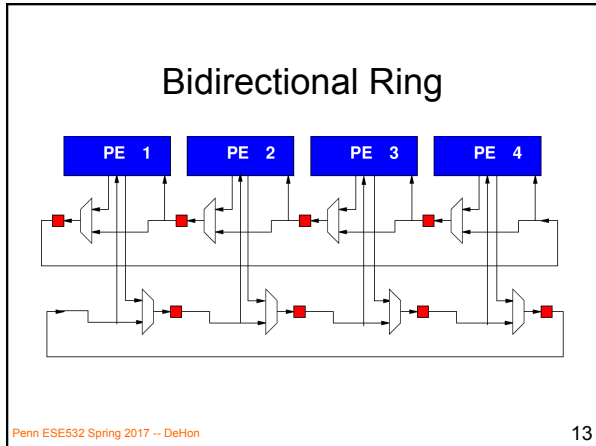 Bidirectional Ring
PE 1 PE 2 PE 3 PE 4
Penn ESE532 Spring 2017 -- DeHon
13